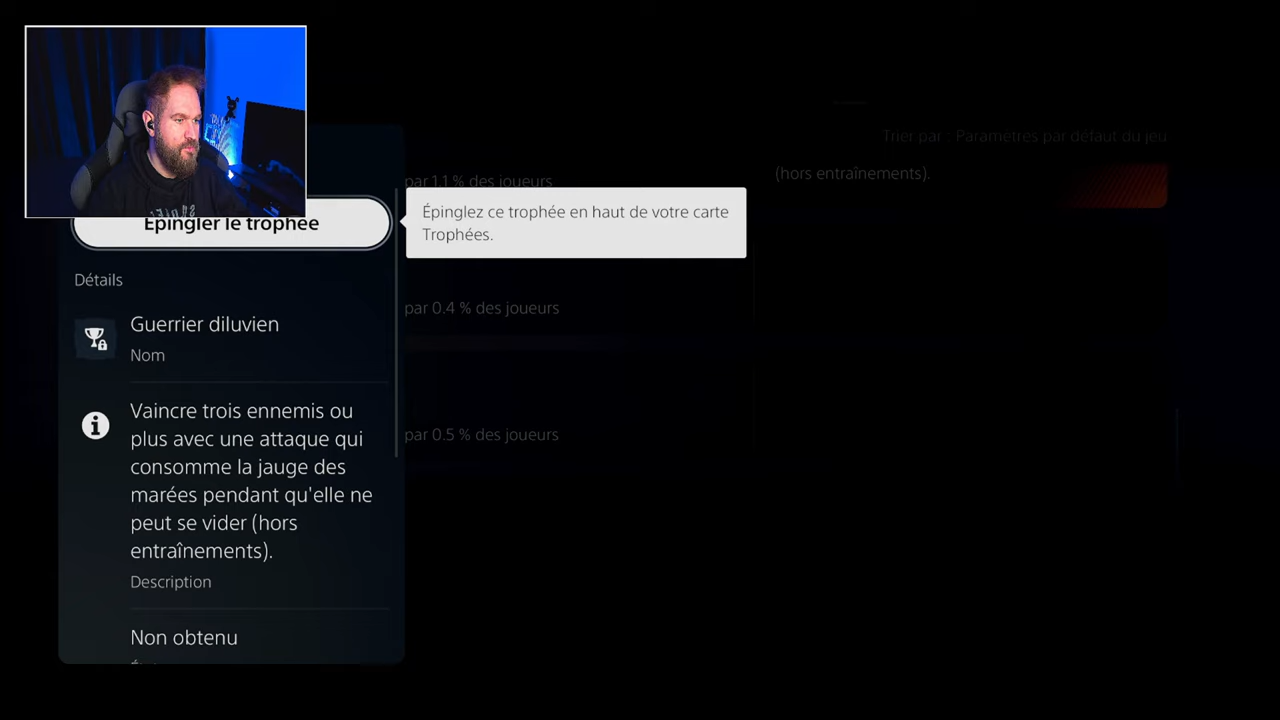 Trier par : Paramètres par défaut du jeu
par 1.1 % des joueurs
(hors entraînements).
Épingler le trophée
Épinglez ce trophée en haut de votre carte
Trophées.
Détails
Guerrier diluvien
Nom
par 0.4 % des joueurs
Vaincre trois ennemis ou
plus avec une attaque qui
consomme la jauge des
marées pendant qu'elle ne
peut se vider (hors
entraînements).
Description
par 0.5 % des joueurs
Non obtenu